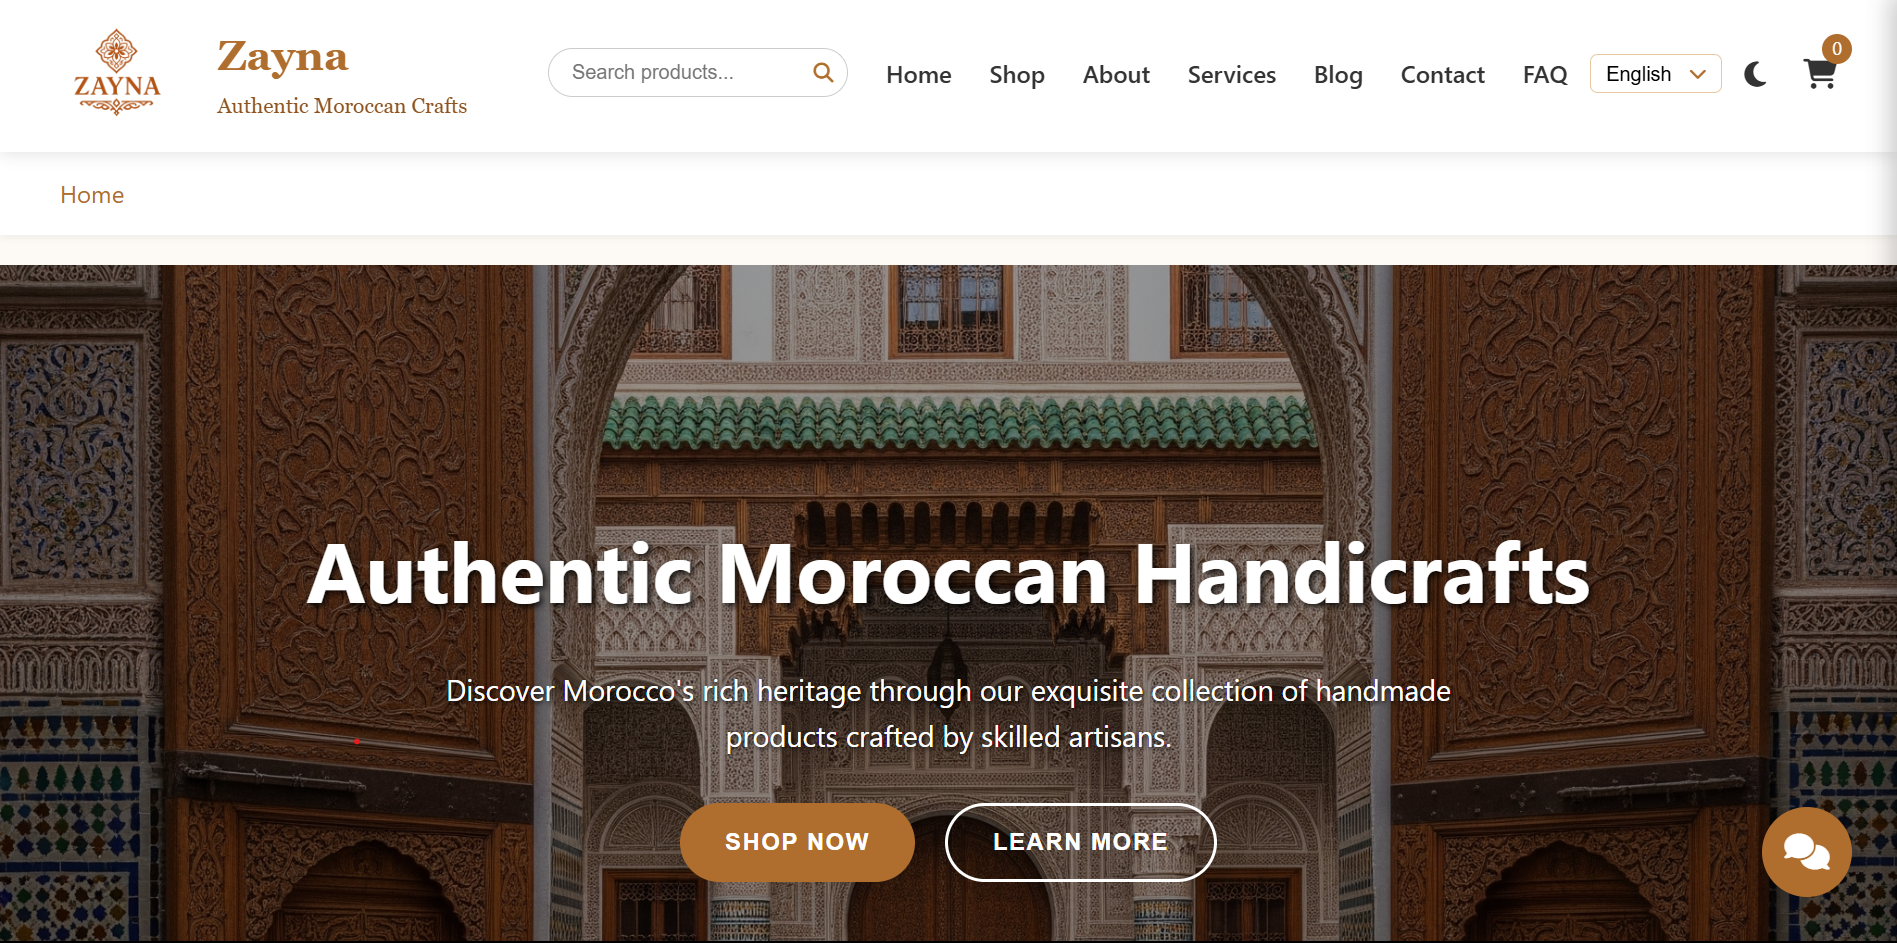 ZAYNA
Zayna
Authentic Moroccan Crafts
Search products...
Home
Shop
About
Services
Blog
Contact
FAQ
English
0
Home
Authentic Moroccan Handicrafts
Discover Morocco's rich heritage through our exquisite collection of handmade
products crafted by skilled artisans.
SHOP NOW
LEARN MORE